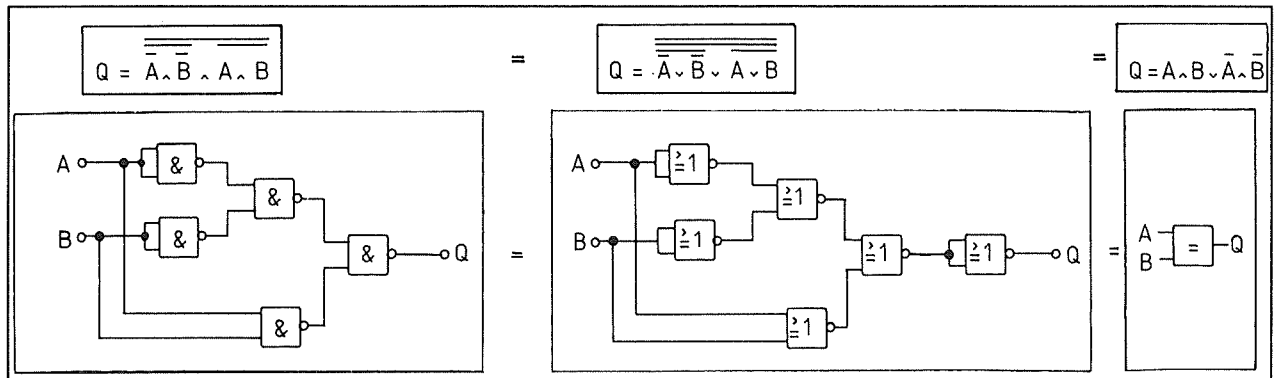 Q = A̅ ∧ B̅ ∧ A ∧ B = Q = A̅ ∨ B̅ ∨ A ∨ B = Q = A ∧ B ∨ A̅ ∧ B̅
A & & B & & & Q
=
A ≥1 ≥1 B ≥1 ≥1 ≥1 ≥1 Q
=
A B = Q